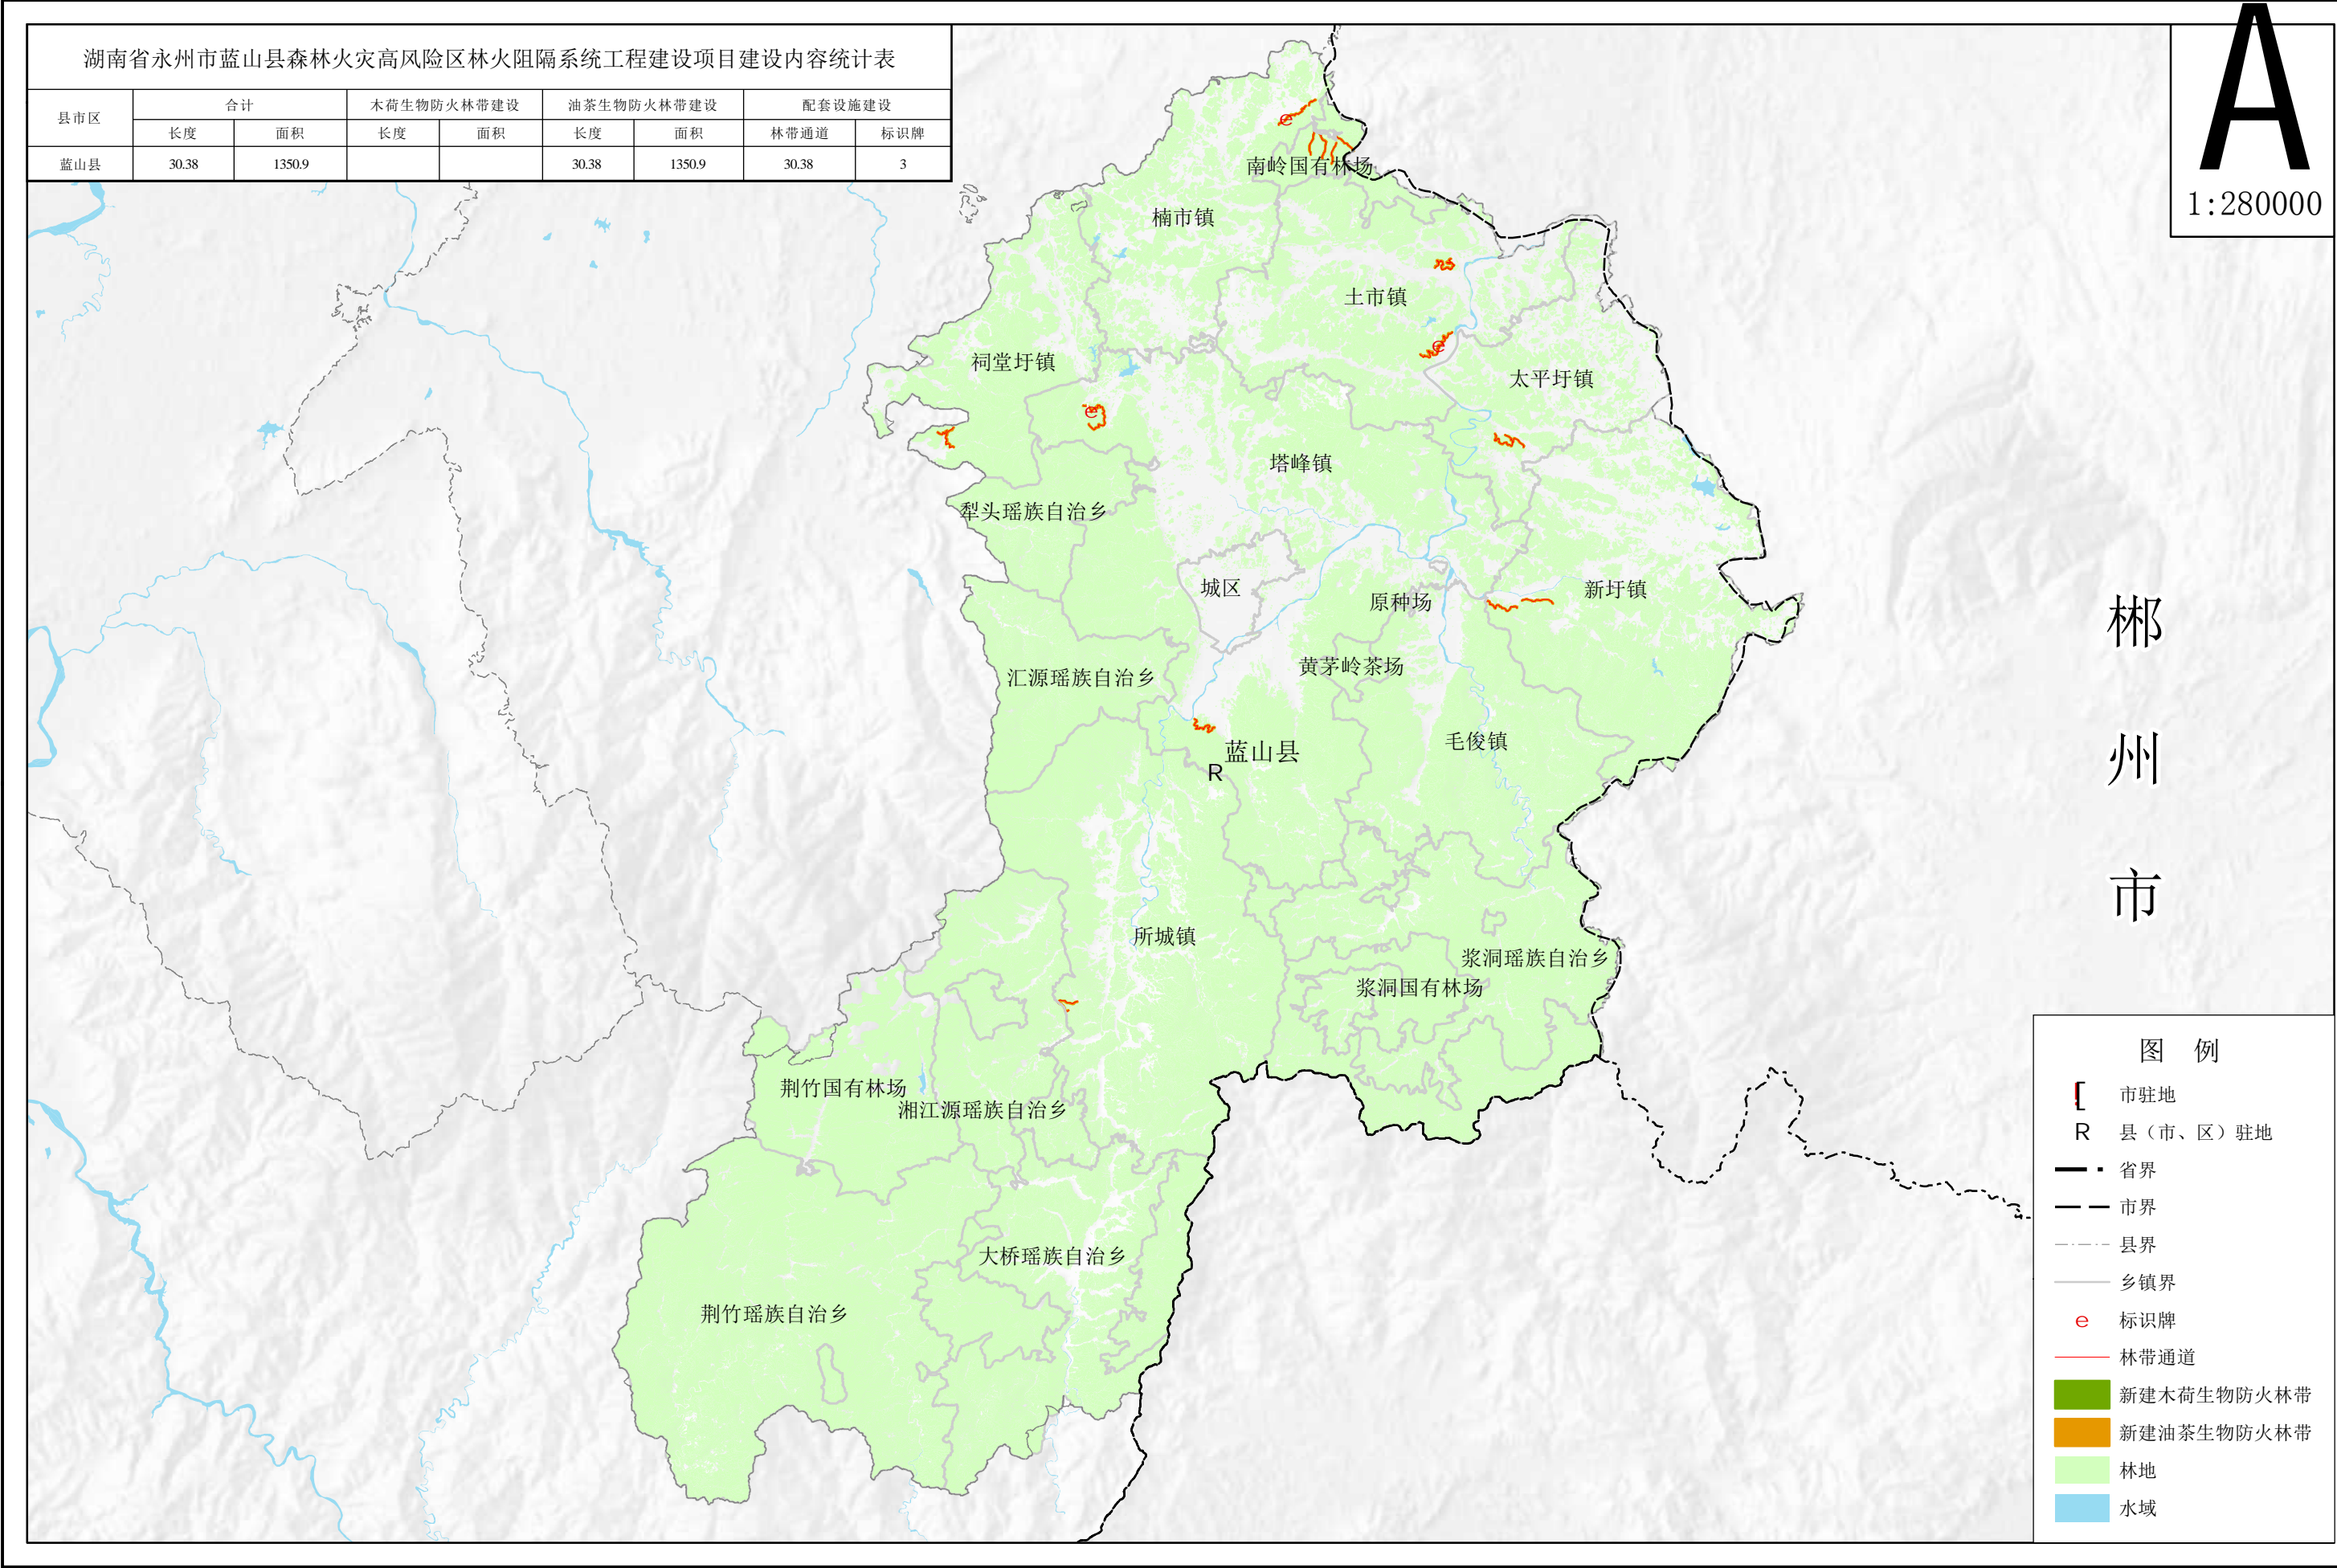 湖南省永州市蓝山县森林火灾高风险区林火阻隔系统工程建设项目建设内容统计表
县市区 合计 木荷生物防火林带建设 油茶生物防火林带建设 配套设施建设
长度 面积 长度 面积 长度 面积 林带通道 标识牌
蓝山县 30.38 1350.9 30.38 1350.9 30.38 3
A
1:280000
e
南岭国有林场
楠市镇
土市镇
e
祠堂圩镇
太平圩镇
e
塔峰镇
犁头瑶族自治乡
城区
原种场
新圩镇
黄茅岭茶场
汇源瑶族自治乡
毛俊镇
蓝山县
R
所城镇
浆洞瑶族自治乡
浆洞国有林场
荆竹国有林场
湘江源瑶族自治乡
大桥瑶族自治乡
荆竹瑶族自治乡
郴
州
市
图 例
[ 市驻地
R 县（市、区）驻地
省界
市界
县界
乡镇界
e 标识牌
林带通道
新建木荷生物防火林带
新建油茶生物防火林带
林地
水域